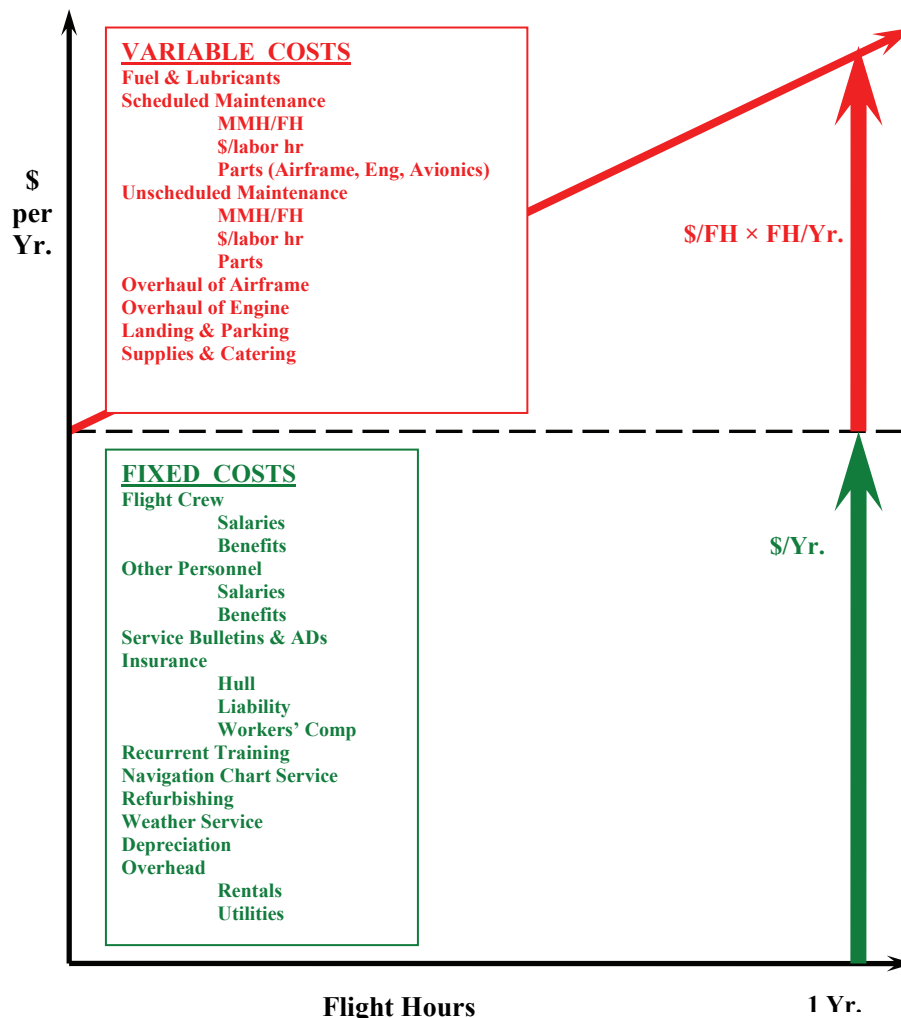 VARIABLE COSTS
Fuel & Lubricants
Scheduled Maintenance
MMH/FH
$/labor hr
Parts (Airframe, Eng, Avionics)
Unscheduled Maintenance
MMH/FH
$/labor hr
Parts
Overhaul of Airframe
Overhaul of Engine
Landing & Parking
Supplies & Catering
$
per
Yr.
$/FH × FH/Yr.
FIXED COSTS
Flight Crew
Salaries
Benefits
Other Personnel
Salaries
Benefits
Service Bulletins & ADs
Insurance
Hull
Liability
Workers’ Comp
Recurrent Training
Navigation Chart Service
Refurbishing
Weather Service
Depreciation
Overhead
Rentals
Utilities
$/Yr.
Flight Hours
1 Yr.